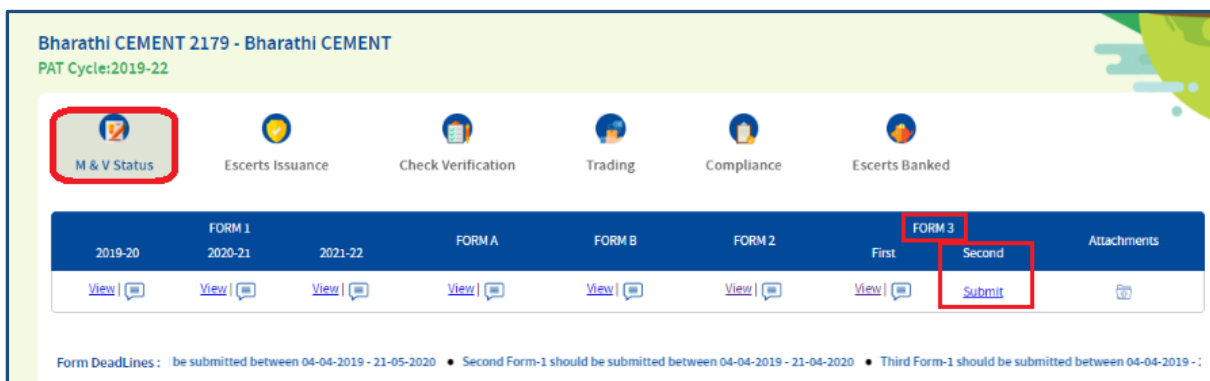 Bharathi CEMENT 2179 - Bharathi CEMENT
PAT Cycle:2019-22
M & V Status Escerts Issuance Check Verification Trading Compliance Escerts Banked
FORM 1 FORM A FORM B FORM 2 FORM 3 Attachments
2019-20 2020-21 2021-22 First Second
View | View | View | View | View | View | View | Submit
Form DeadLines : be submitted between 04-04-2019 - 21-05-2020 ● Second Form-1 should be submitted between 04-04-2019 - 21-04-2020 ● Third Form-1 should be submitted between 04-04-2019 -